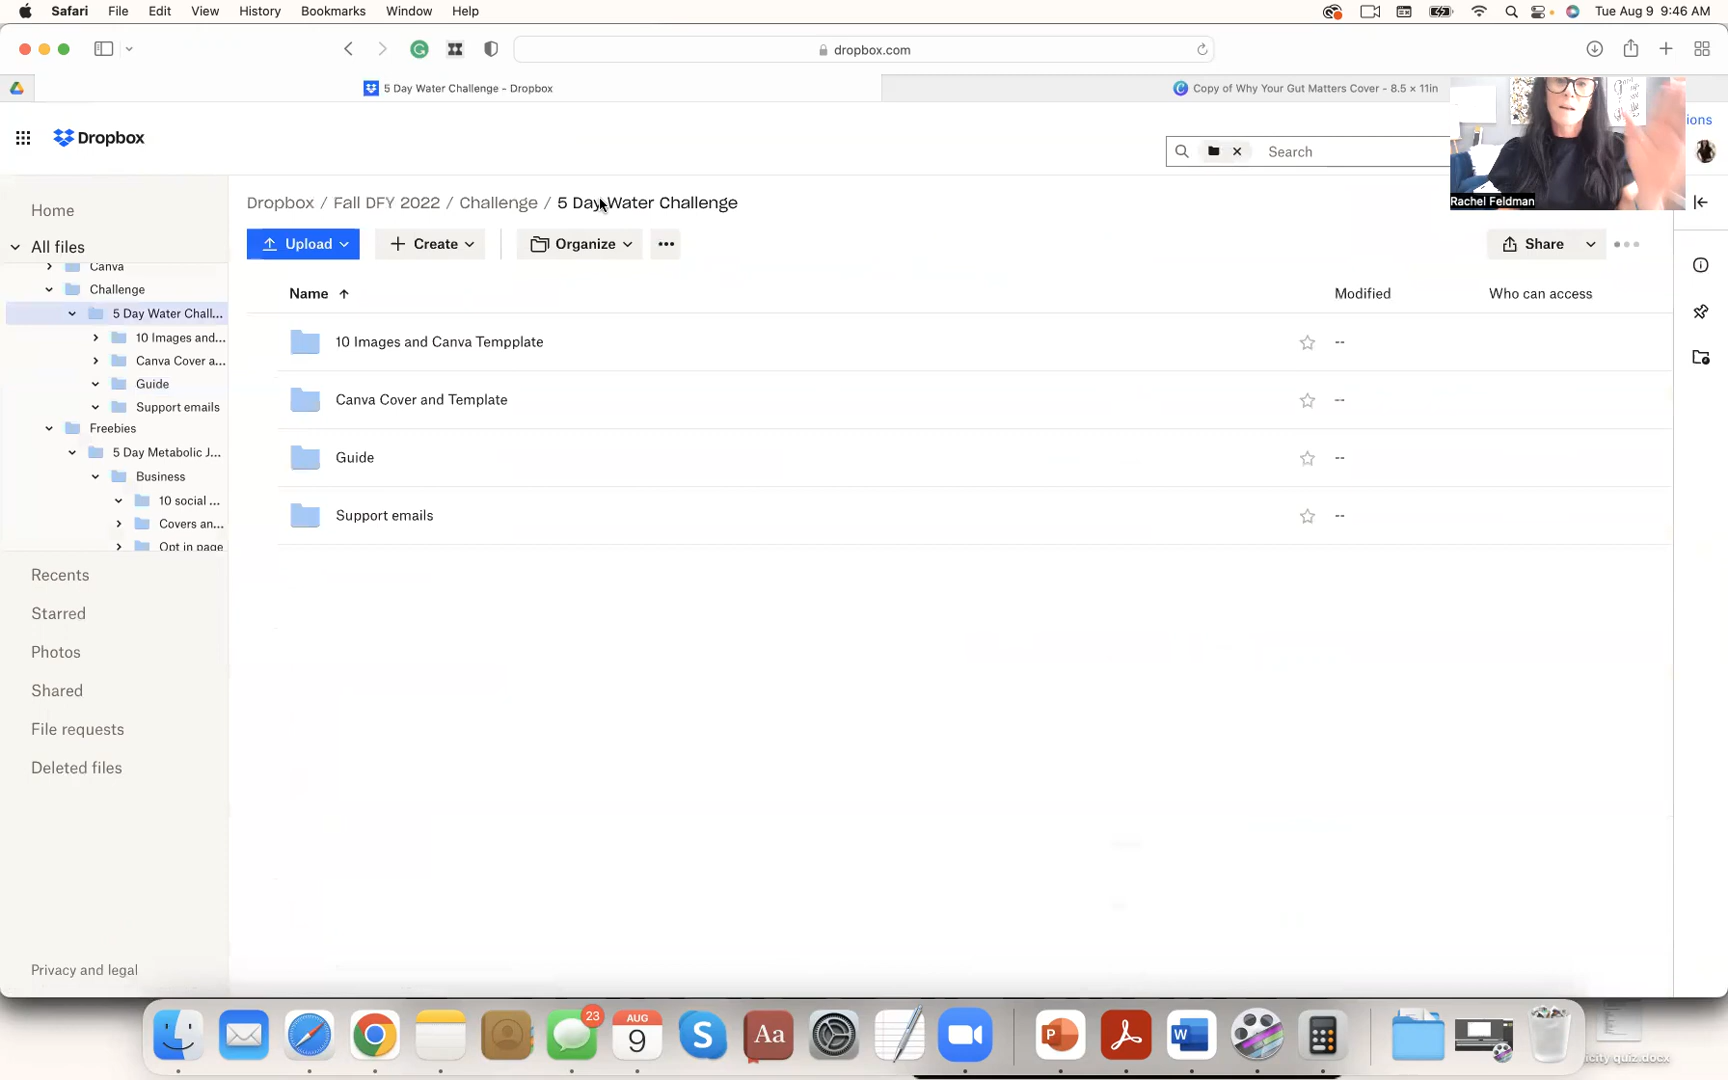 Safari File Edit View History Bookmarks Window Help Tue Aug 9 9:46 AM
dropbox.com
5 Day Water Challenge - Dropbox
Copy of Why Your Gut Matters Cover - 8.5 × 11in
Dropbox
Search
ions
Rachel Feldman
Home
All files
Canva
Challenge
5 Day Water Chall...
10 Images and...
Canva Cover a...
Guide
Support emails
Freebies
5 Day Metabolic J...
Business
10 social ...
Covers an...
Opt in page
Recents
Starred
Photos
Shared
File requests
Deleted files
Privacy and legal
Dropbox / Fall DFY 2022 / Challenge / 5 Day Water Challenge
Upload Create Organize Share
Name Modified Who can access
10 Images and Canva Tempplate --
Canva Cover and Template --
Guide --
Support emails --
23
AUG
9
Aa
icity quiz.docx